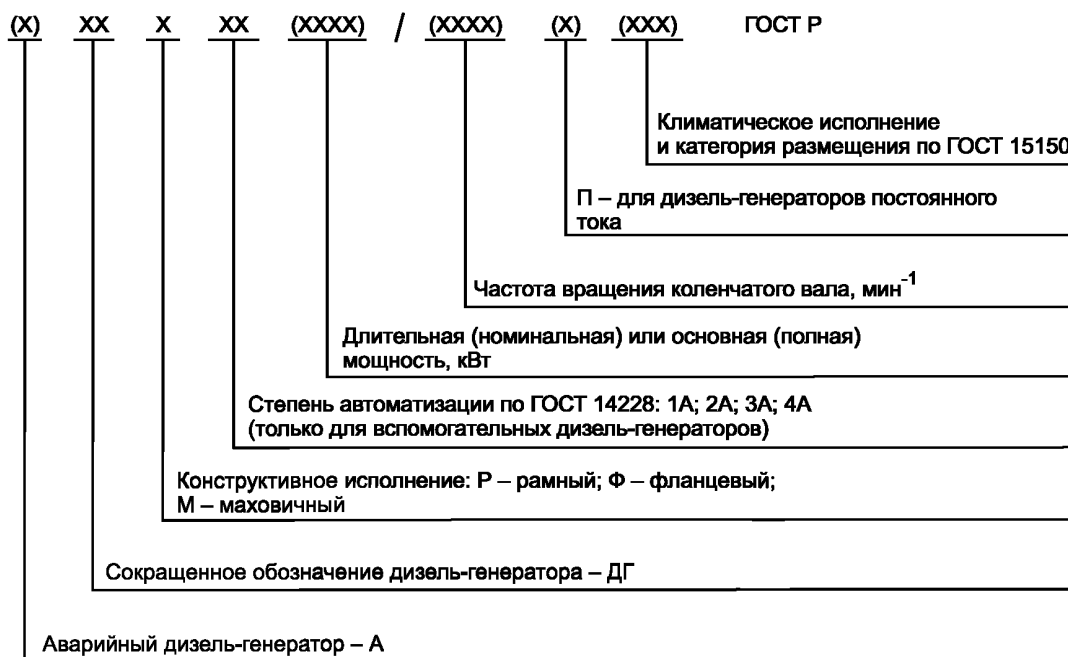 (X) XX X XX (XXXX) / (XXXX) (X) (XXX) ГОСТ Р
Климатическое исполнение
и категория размещения по ГОСТ 15150
П – для дизель-генераторов постоянного
тока
Частота вращения коленчатого вала, мин⁻¹
Длительная (номинальная) или основная (полная)
мощность, кВт
Степень автоматизации по ГОСТ 14228: 1А; 2А; 3А; 4А
(только для вспомогательных дизель-генераторов)
Конструктивное исполнение: Р – рамный; Ф – фланцевый;
М – маховичный
Сокращенное обозначение дизель-генератора – ДГ
Аварийный дизель-генератор – А